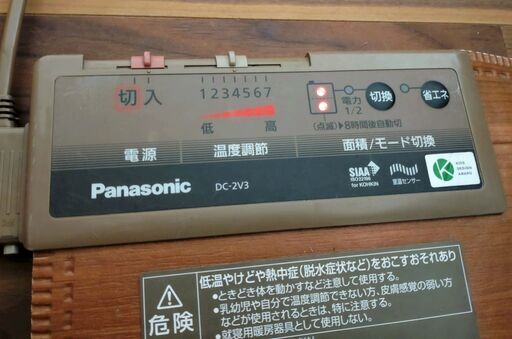 切 入 1234567 電力 1/2 切換 省エネ
低 高 (点滅)▶8時間後自動切
電源 温度調節 面積/モード切換
Panasonic DC-2V3 SIAA ISO22196 for KOHKIN 室温センサー KIDS DESIGN AWARD
危険
低温やけどや熱中症(脱水症状など)をおこすおそれあり
●ときどき体を動かすなど注意して使用する。
●乳幼児や自分で温度調節できない方、皮膚感覚の弱い方
などが使用されるときは、特に注意する。
●就寝用暖房器具として使用しない。